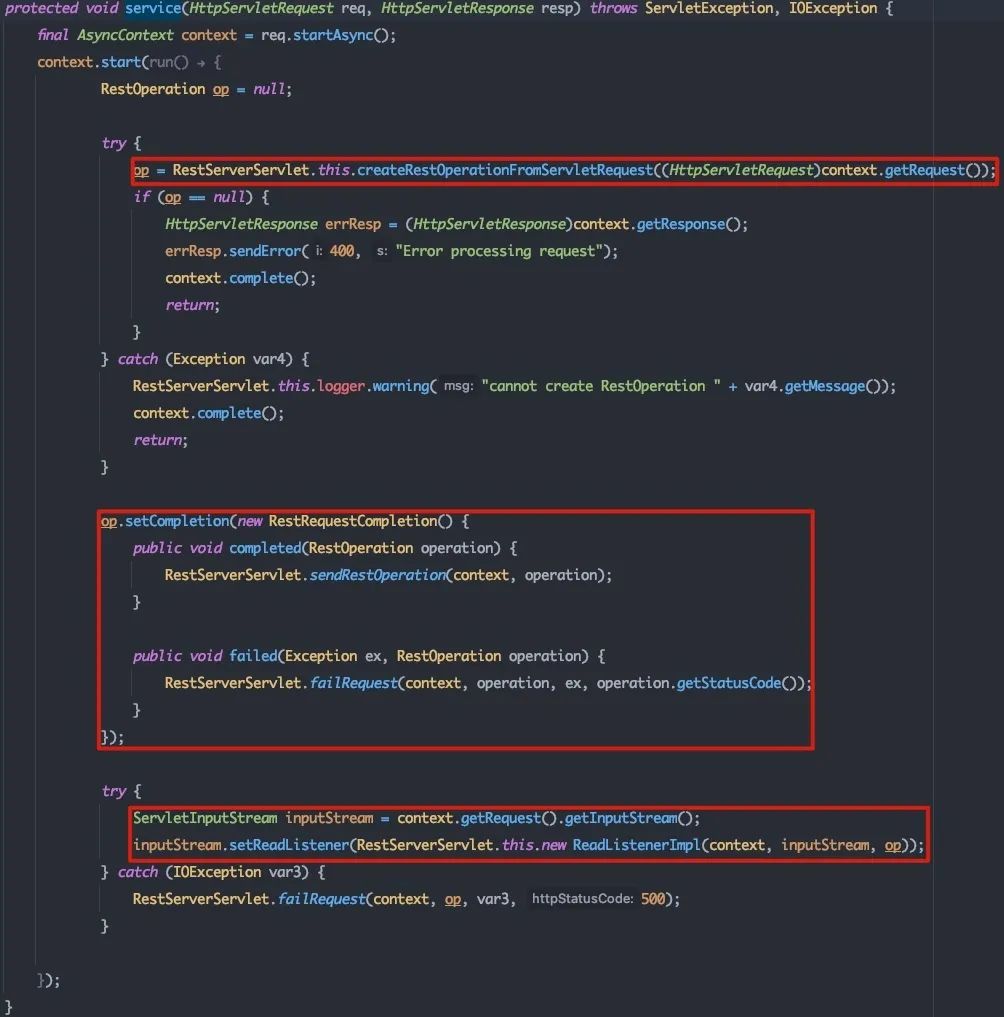 protected void service(HttpServletRequest req, HttpServletResponse resp) throws ServletException, IOException {
    final AsyncContext context = req.startAsync();
    context.start(run() → {
            RestOperation op = null;

            try {
                op = RestServerServlet.this.createRestOperationFromServletRequest((HttpServletRequest)context.getRequest());
                if (op == null) {
                    HttpServletResponse errResp = (HttpServletResponse)context.getResponse();
                    errResp.sendError( i: 400,  s: "Error processing request");
                    context.complete();
                    return;
                }
            } catch (Exception var4) {
                RestServerServlet.this.logger.warning( msg: "cannot create RestOperation " + var4.getMessage());
                context.complete();
                return;
            }

            op.setCompletion(new RestRequestCompletion() {
                public void completed(RestOperation operation) {
                    RestServerServlet.sendRestOperation(context, operation);
                }

                public void failed(Exception ex, RestOperation operation) {
                    RestServerServlet.failRequest(context, operation, ex, operation.getStatusCode());
                }
            });

            try {
                ServletInputStream inputStream = context.getRequest().getInputStream();
                inputStream.setReadListener(RestServerServlet.this.new ReadListenerImpl(context, inputStream, op));
            } catch (IOException var3) {
                RestServerServlet.failRequest(context, op, var3,  httpStatusCode: 500);
            }

    });
}